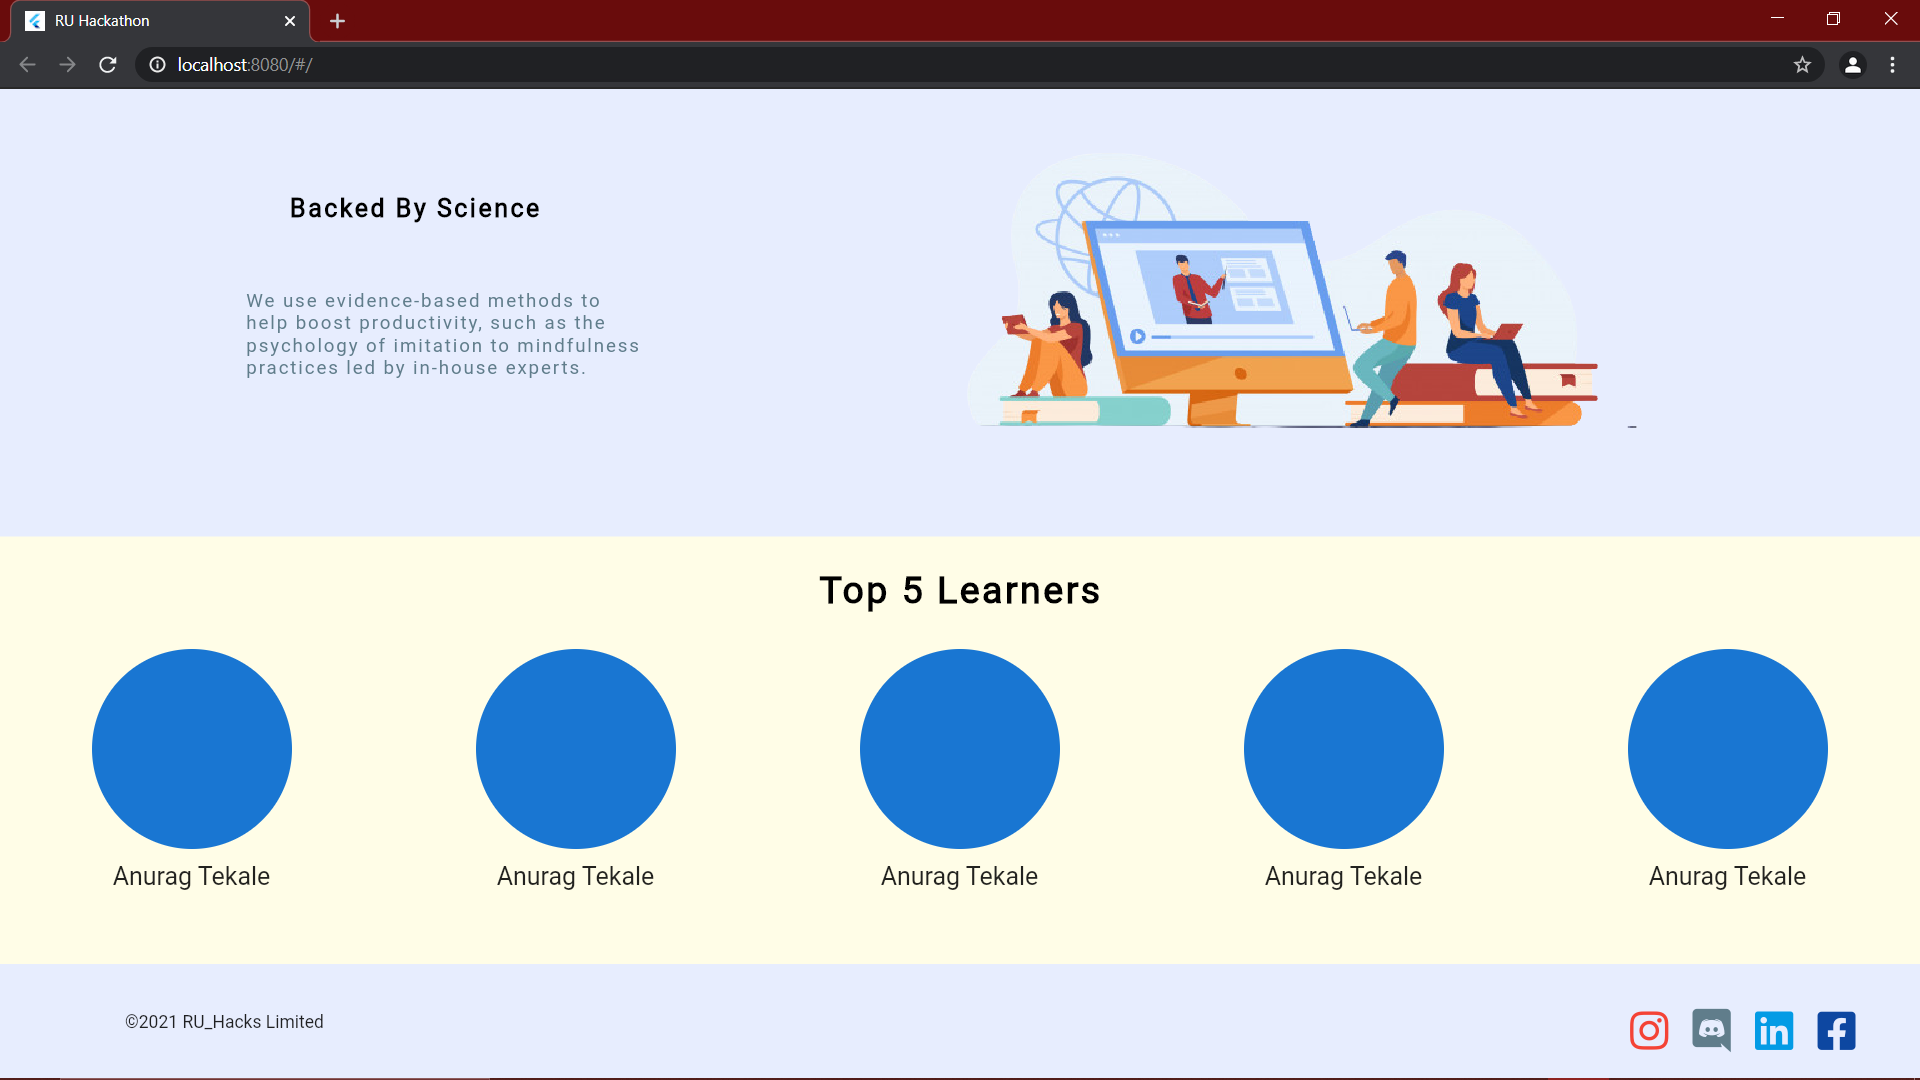 RU Hackathon
localhost:8080/#/
Backed By Science
We use evidence-based methods to
help boost productivity, such as the
psychology of imitation to mindfulness
practices led by in-house experts.
Top 5 Learners
Anurag Tekale
Anurag Tekale
Anurag Tekale
Anurag Tekale
Anurag Tekale
©2021 RU_Hacks Limited